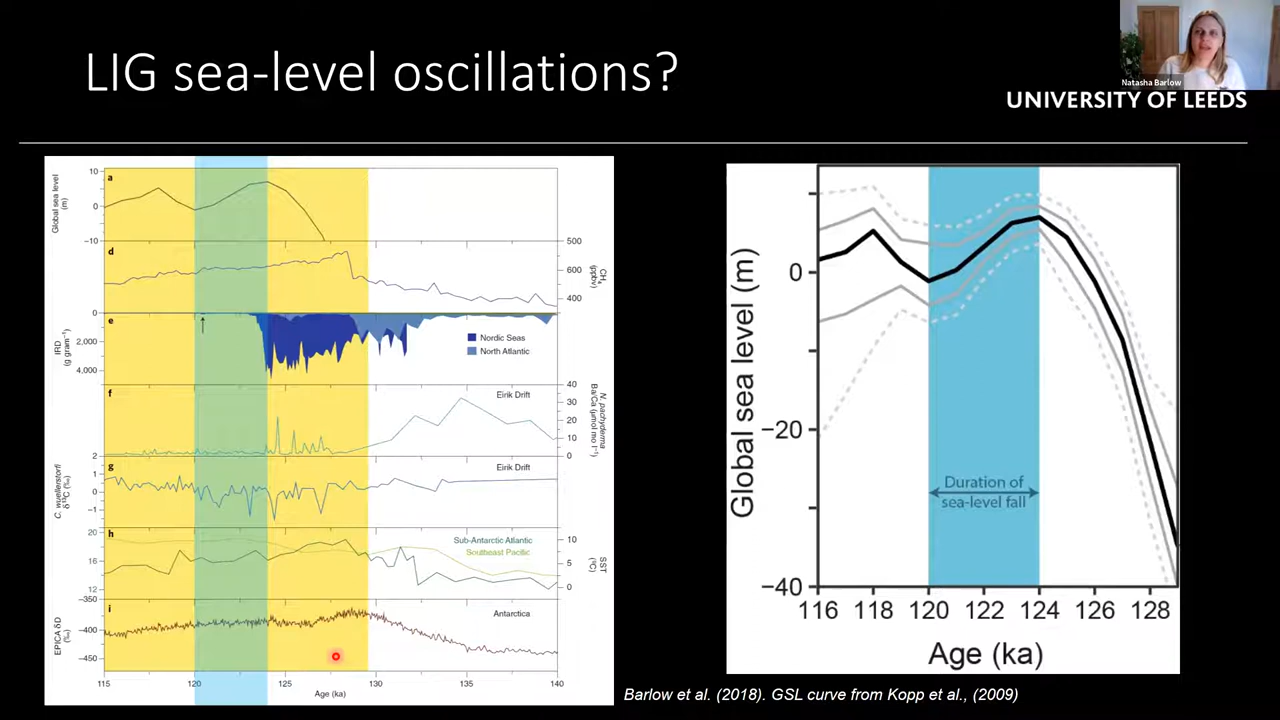 LIG sea-level oscillations?
Natasha Barlow
UNIVERSITY OF LEEDS
a
Global sea level
(m)
10
0
−10
d
500
600
400
CH4
(ppbv)
e
0
2,000
4,000
IRD
(g gram−1)
Nordic Seas
North Atlantic
f
Eirik Drift
40
30
20
10
0
N. pachyderma
Ba/Ca (µmol mol−1)
g
Eirik Drift
2
1
0
−1
C. wuellerstorfi
δ13C (‰)
h
Sub-Antarctic Atlantic
Southeast Pacific
20
16
12
10
5
0
SST
(°C)
i
Antarctica
−350
−400
−450
EPICA δD
(‰)
115 120 125 130 135 140
Age (ka)
Global sea level (m)
0
−20
−40
Duration of
sea-level fall
116 118 120 122 124 126 128
Age (ka)
Barlow et al. (2018). GSL curve from Kopp et al., (2009)